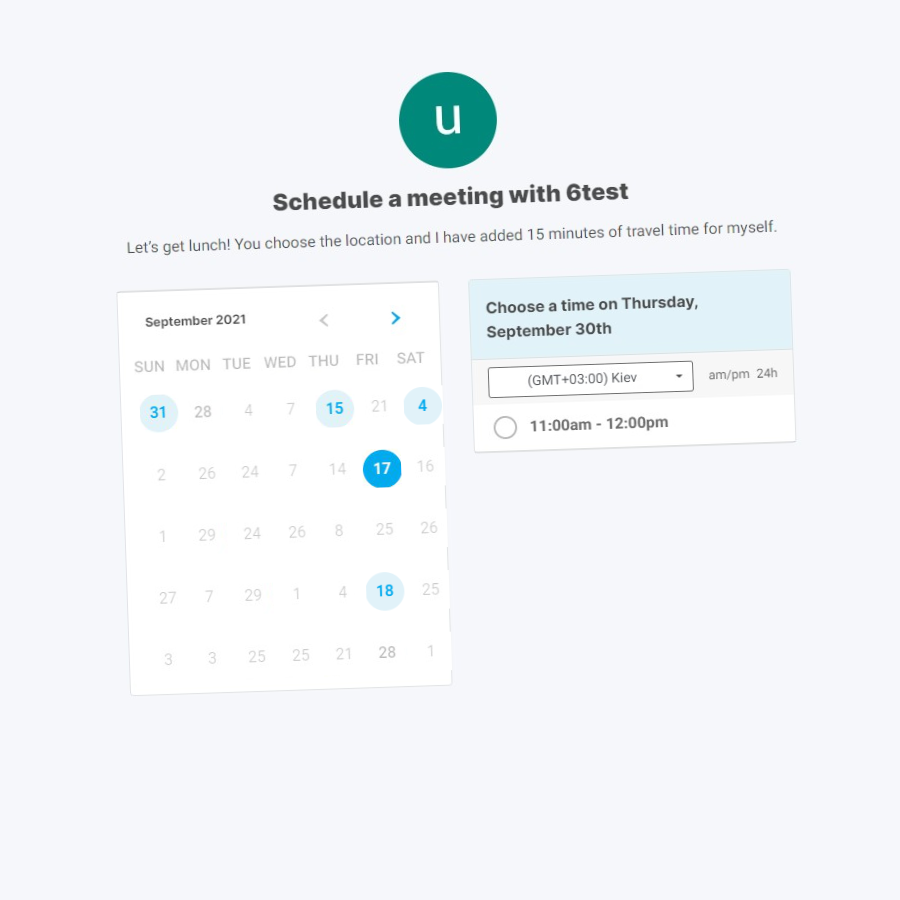 u
Schedule a meeting with 6test
Let's get lunch! You choose the location and I have added 15 minutes of travel time for myself.
September 2021
SUN MON TUE WED THU FRI SAT
31 28 4 7 15 21 4
2 26 24 7 14 17 16
1 29 24 26 8 25 26
27 7 29 1 4 18 25
3 3 25 25 21 28 1
Choose a time on Thursday,
September 30th
(GMT+03:00) Kiev am/pm 24h
11:00am - 12:00pm